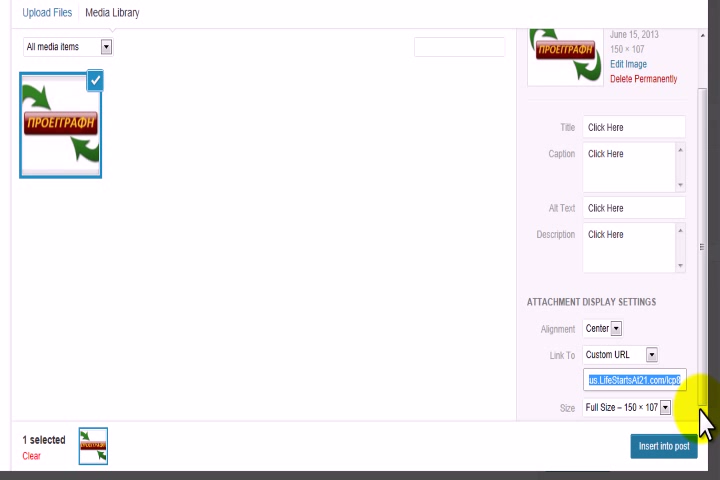 Upload Files Media Library
All media items
ΠΡΟΕΓΓΡΑΦΗ
ΠΡΟΕΓΓΡΑΦΗ
June 15, 2013
150 × 107
Edit Image
Delete Permanently
Title Click Here
Caption Click Here
Alt Text Click Here
Description Click Here
ATTACHMENT DISPLAY SETTINGS
Alignment Center
Link To Custom URL
us.LifeStartsAt21.com/lcp
Size Full Size – 150 × 107
1 selected
Clear
ΠΡΟΕΓΓΡΑΦΗ
Insert into post